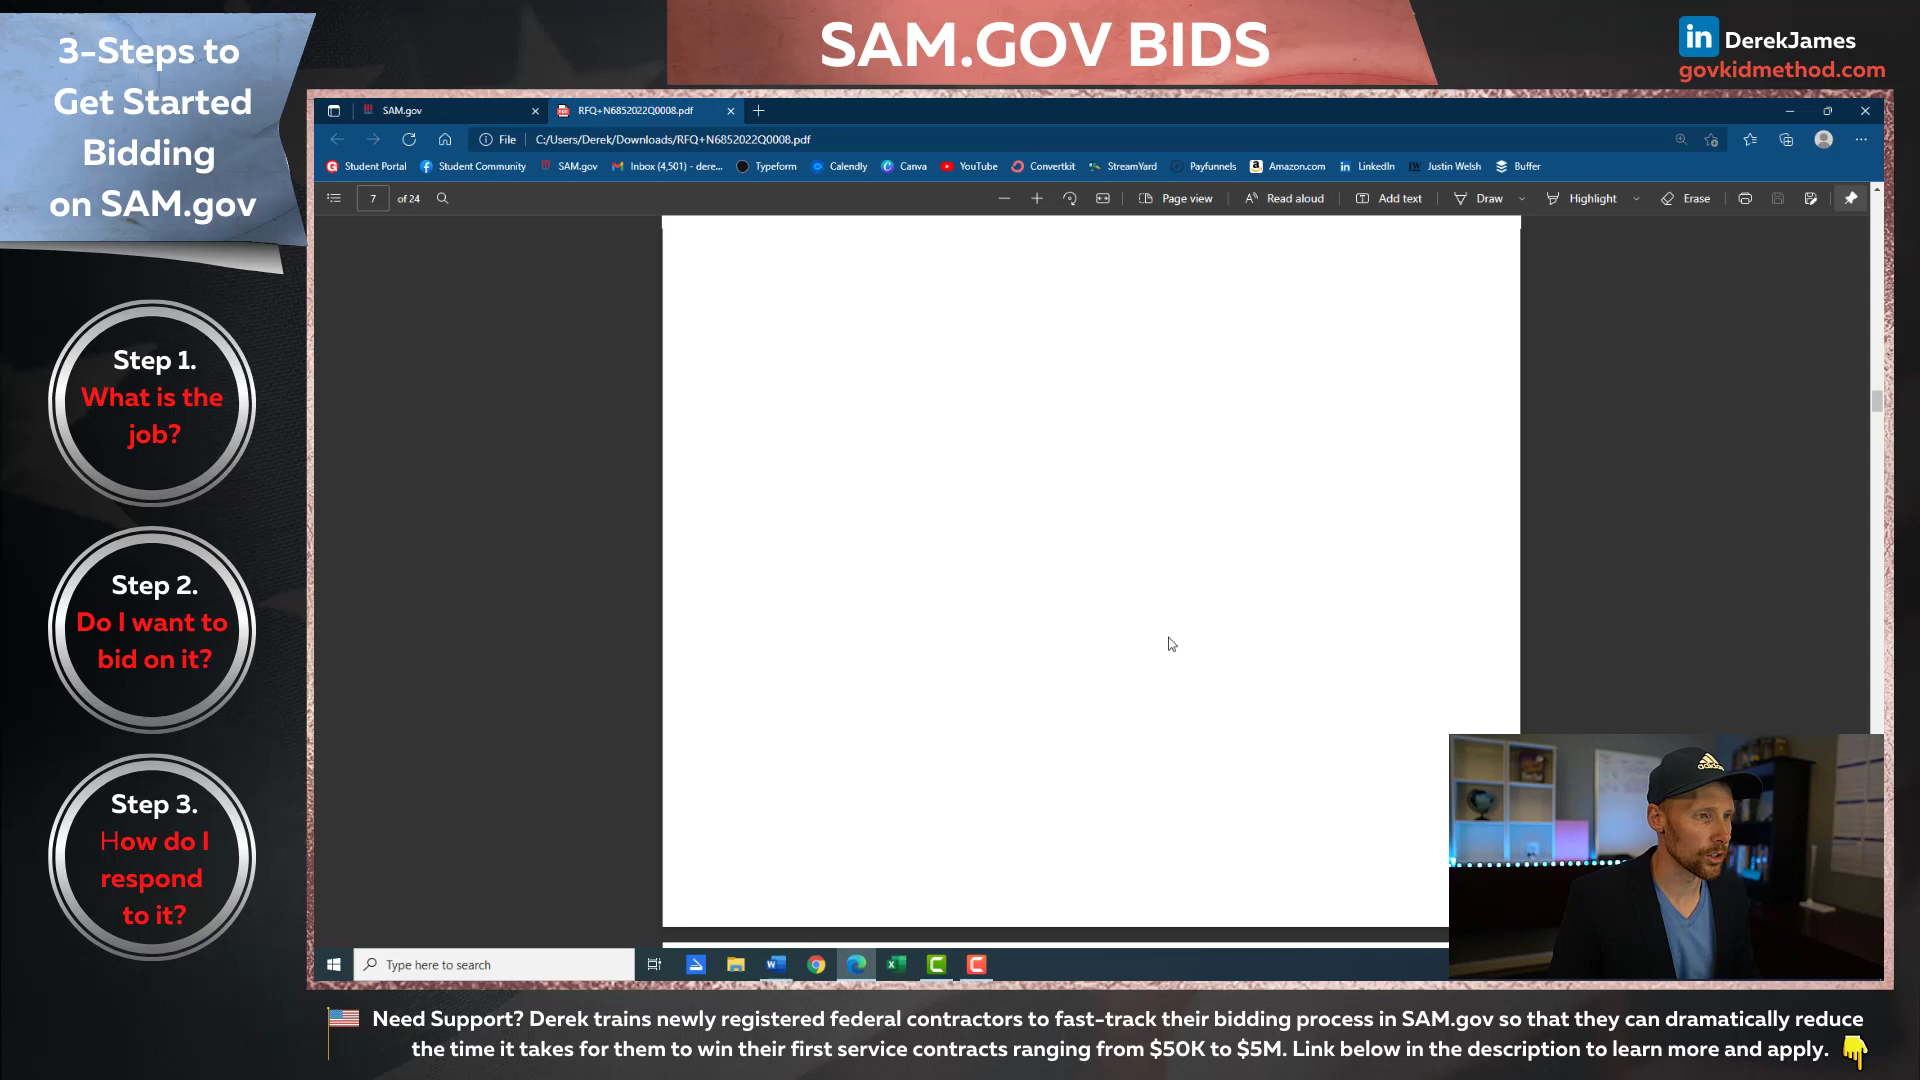 3-Steps to
Get Started
Bidding
on SAM.gov
SAM.GOV BIDS
in DerekJames
govkidmethod.com
SAM.gov
RFQ+N6852022Q0008.pdf
File C:/Users/Derek/Downloads/RFQ+N6852022Q0008.pdf
Student Portal Student Community SAM.gov Inbox (4,501) - dere... Typeform Calendly Canva YouTube Convertkit StreamYard Payfunnels Amazon.com LinkedIn Justin Welsh Buffer
7 of 24 Page view Read aloud Add text Draw Highlight Erase
Step 1.
What is the
job?
Step 2.
Do I want to
bid on it?
Step 3.
How do I
respond
to it?
adidas
Type here to search
Need Support? Derek trains newly registered federal contractors to fast-track their bidding process in SAM.gov so that they can dramatically reduce
the time it takes for them to win their first service contracts ranging from $50K to $5M. Link below in the description to learn more and apply.